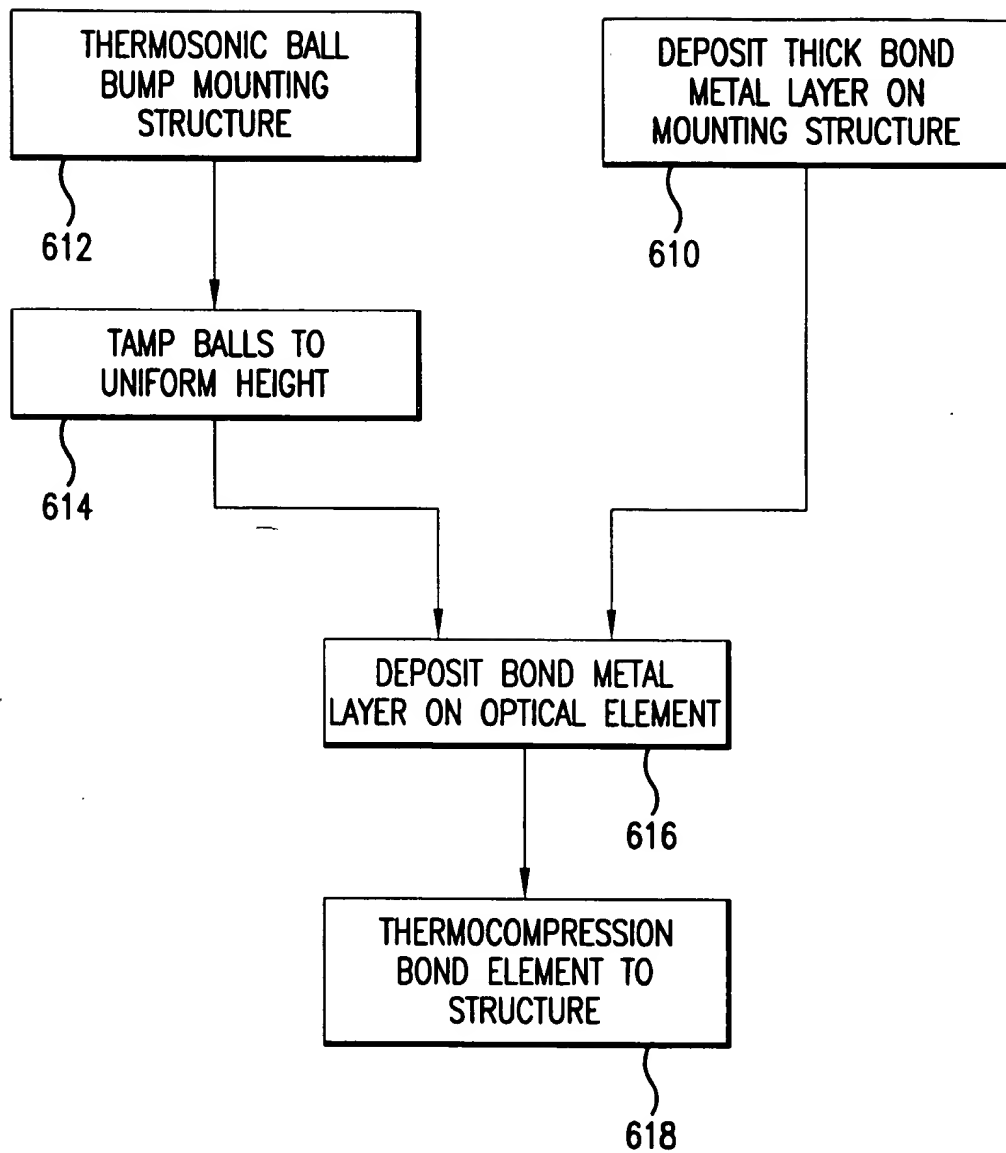 THERMOSONIC BALL
BUMP MOUNTING
STRUCTURE
612
DEPOSIT THICK BOND
METAL LAYER ON
MOUNTING STRUCTURE
610
TAMP BALLS TO
UNIFORM HEIGHT
614
DEPOSIT BOND METAL
LAYER ON OPTICAL ELEMENT
616
THERMOCOMPRESSION
BOND ELEMENT TO
STRUCTURE
618